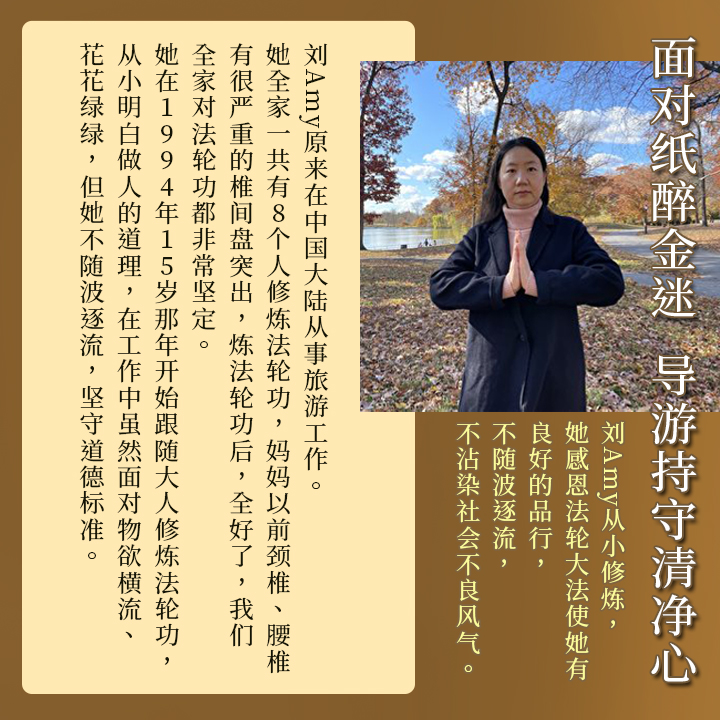 面对纸醉金迷 导游持守清净心
刘Amy从小修炼，
她感恩法轮大法使她有
良好的品行，
不随波逐流，
不沾染社会不良风气。
刘Amy原来在中国大陆从事旅游工作。
她全家一共有8个人修炼法轮功，妈妈以前颈椎、腰椎
有很严重的椎间盘突出，炼法轮功后，全好了，我们
全家对法轮功都非常坚定。
她在1994年15岁那年开始跟随大人修炼法轮功，
从小明白做人的道理，在工作中虽然面对物欲横流、
花花绿绿，但她不随波逐流，坚守道德标准。